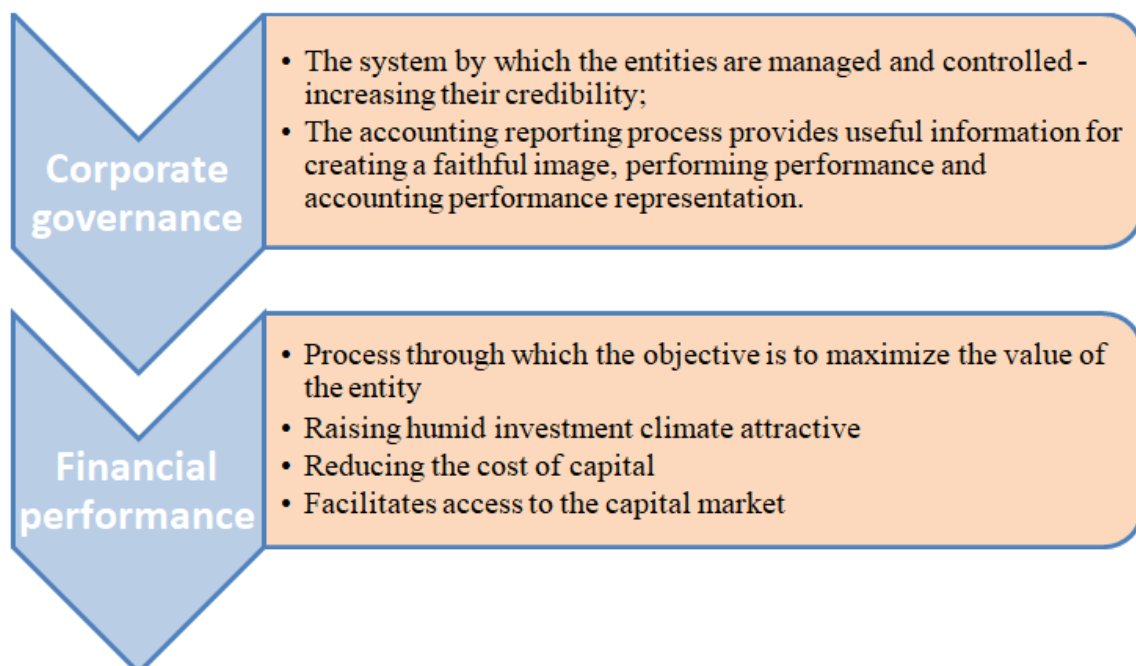 Corporate
governance
• The system by which the entities are managed and controlled -
increasing their credibility;
• The accounting reporting process provides useful information for
creating a faithful image, performing performance and
accounting performance representation.
Financial
performance
• Process through which the objective is to maximize the value of
the entity
• Raising humid investment climate attractive
• Reducing the cost of capital
• Facilitates access to the capital market